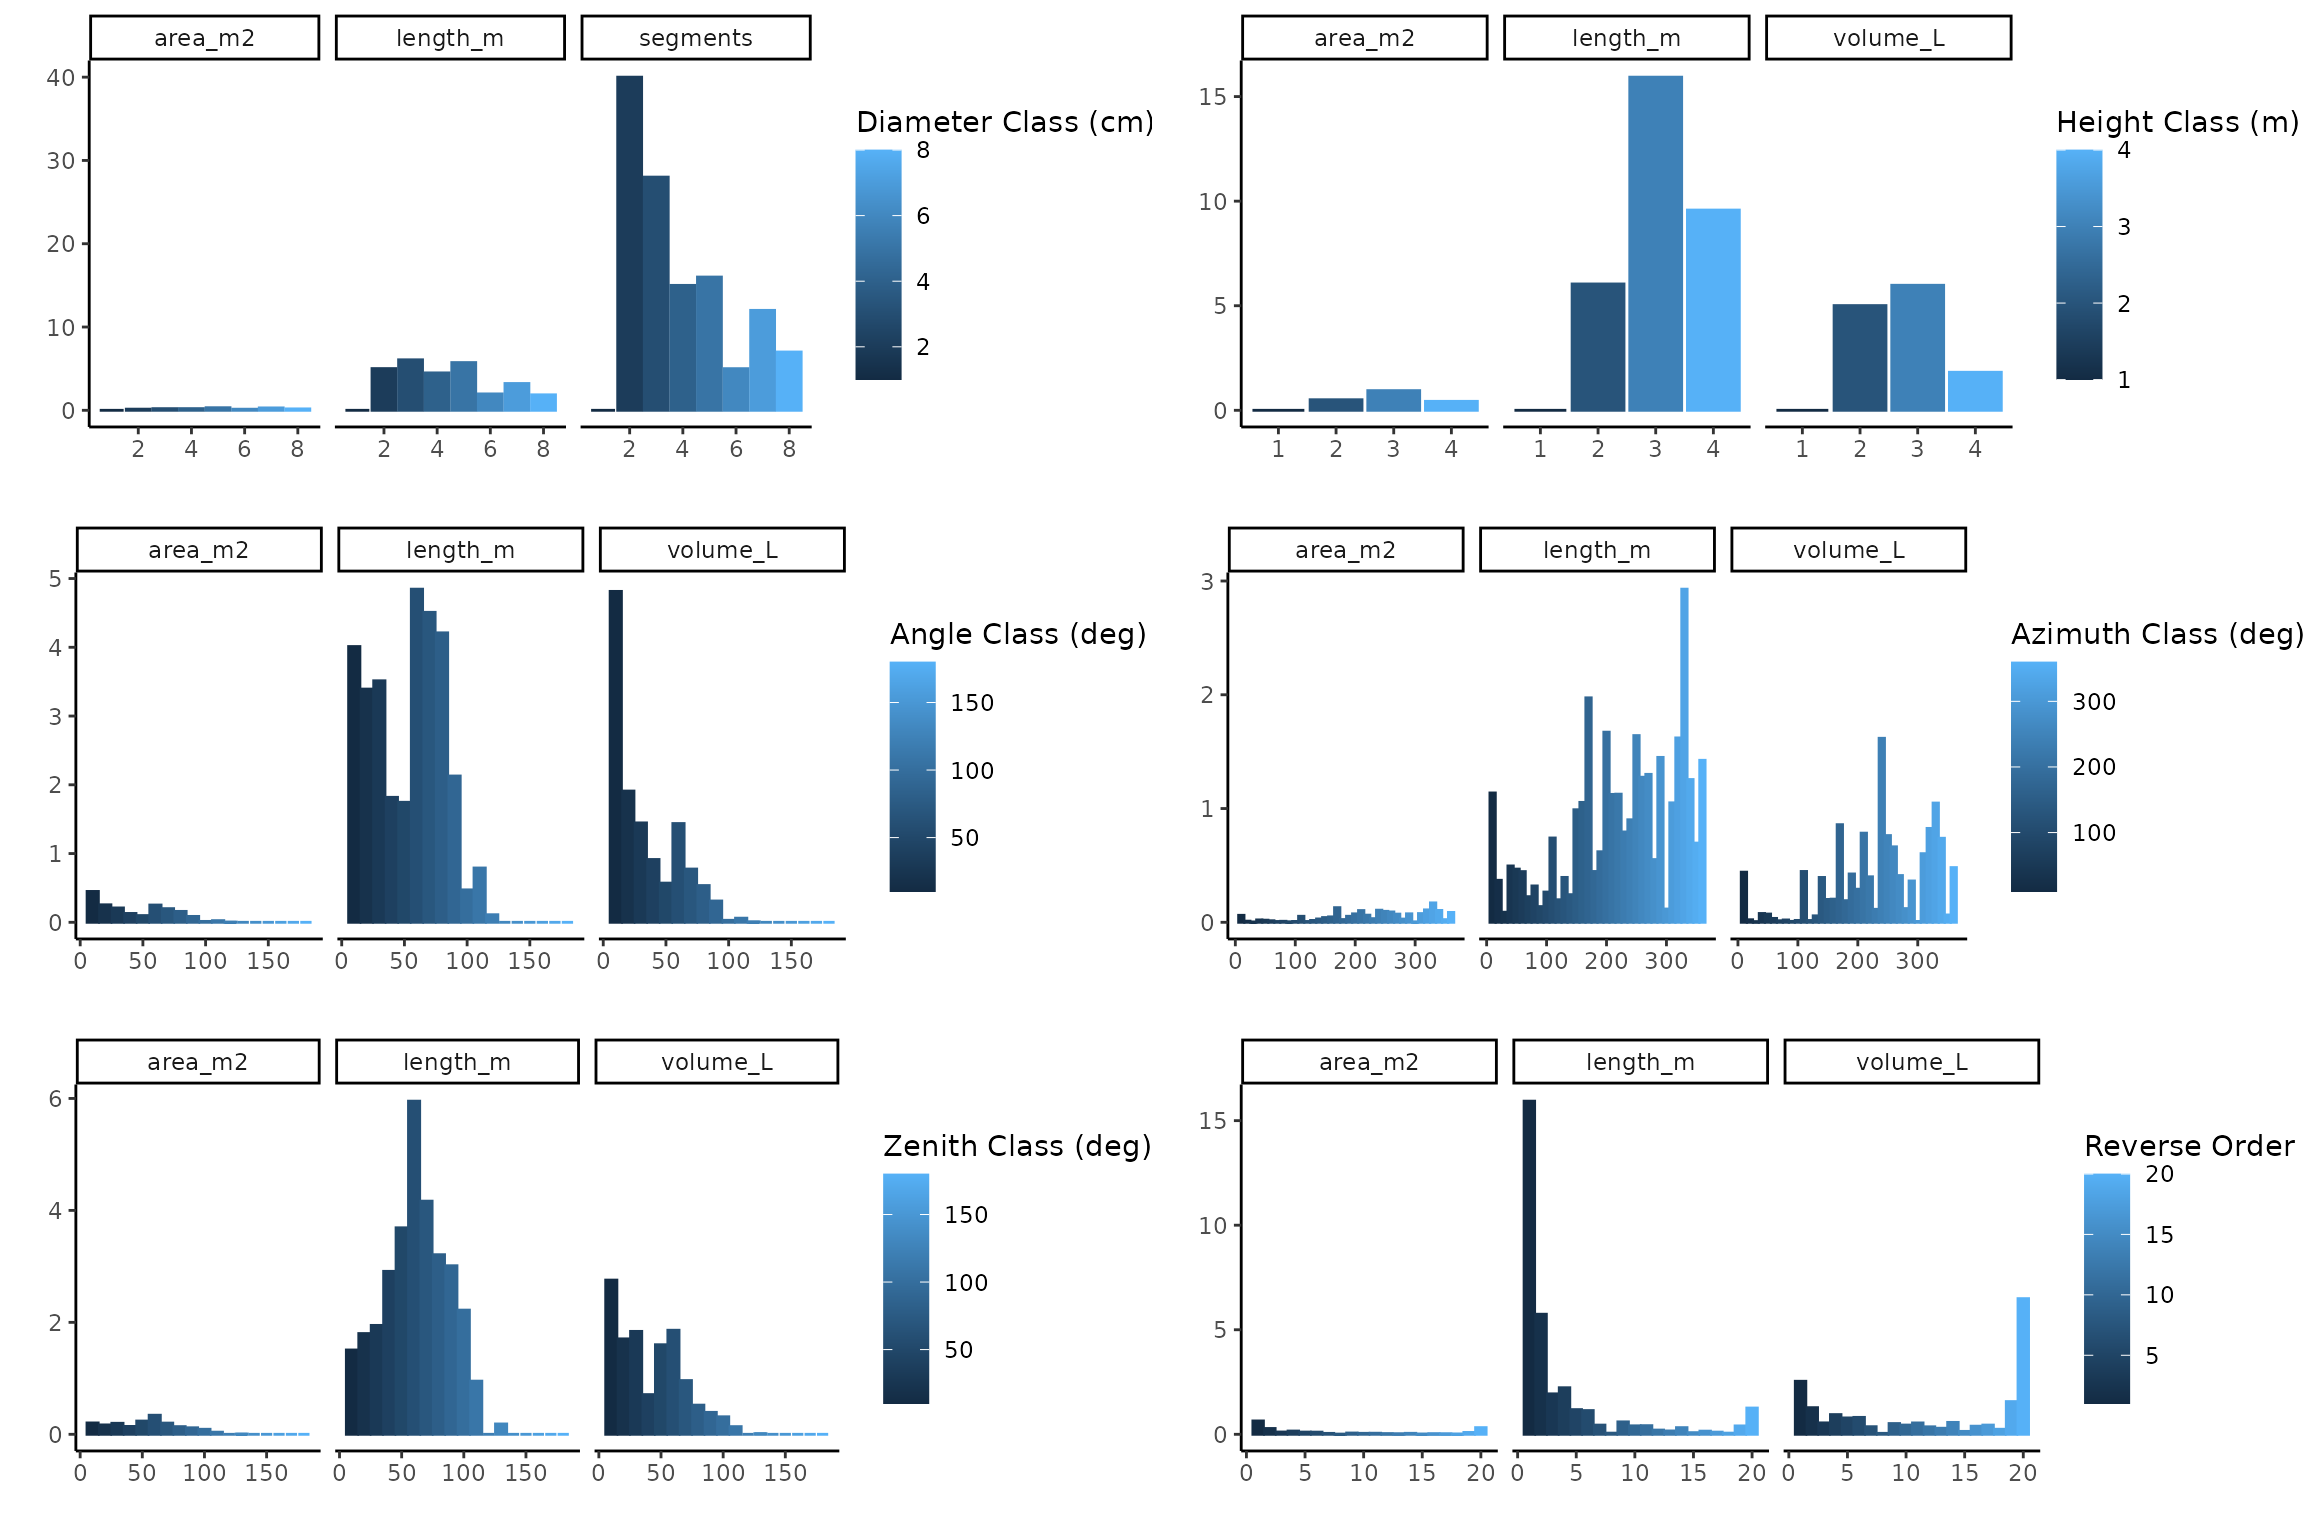 area_m2 length_m segments
40
30
20
10
0
2 4 6 8 2 4 6 8 2 4 6 8
Diameter Class (cm)
8
6
4
2
area_m2 length_m volume_L
15
10
5
0
1 2 3 4 1 2 3 4 1 2 3 4
Height Class (m)
4
3
2
1
area_m2 length_m volume_L
5
4
3
2
1
0
0 50 100 150 0 50 100 150 0 50 100 150
Angle Class (deg)
150
100
50
area_m2 length_m volume_L
3
2
1
0
0 100 200 300 0 100 200 300 0 100 200 300
Azimuth Class (deg)
300
200
100
area_m2 length_m volume_L
6
4
2
0
0 50 100 150 0 50 100 150 0 50 100 150
Zenith Class (deg)
150
100
50
area_m2 length_m volume_L
15
10
5
0
0 5 10 15 20 0 5 10 15 20 0 5 10 15 20
Reverse Order
20
15
10
5